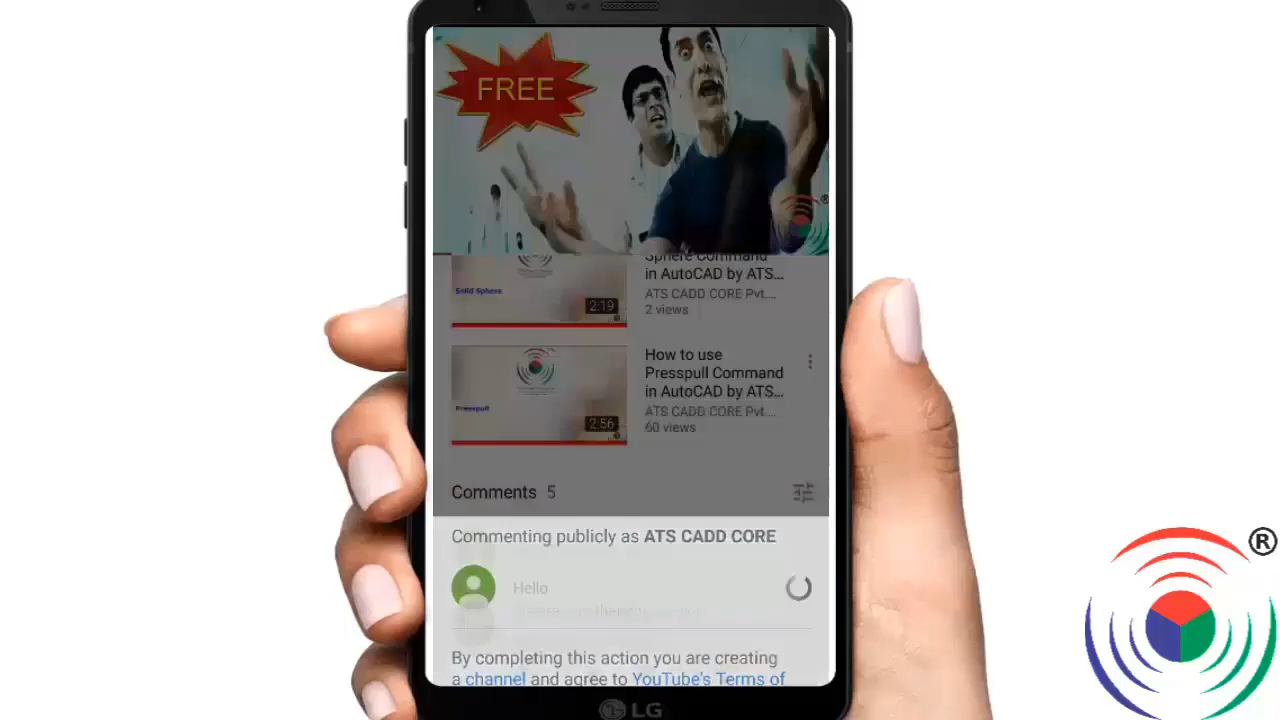 FREE
®
Sphere Command
in AutoCAD by ATS...
Solid Sphere
2:19
ATS CADD CORE Pvt....
2 views
How to use
Presspull Command
in AutoCAD by ATS...
Presspull
2:56
ATS CADD CORE Pvt....
60 views
Comments 5
Commenting publicly as ATS CADD CORE
Hello
By completing this action you are creating
a channel and agree to YouTube's Terms of
LG
®